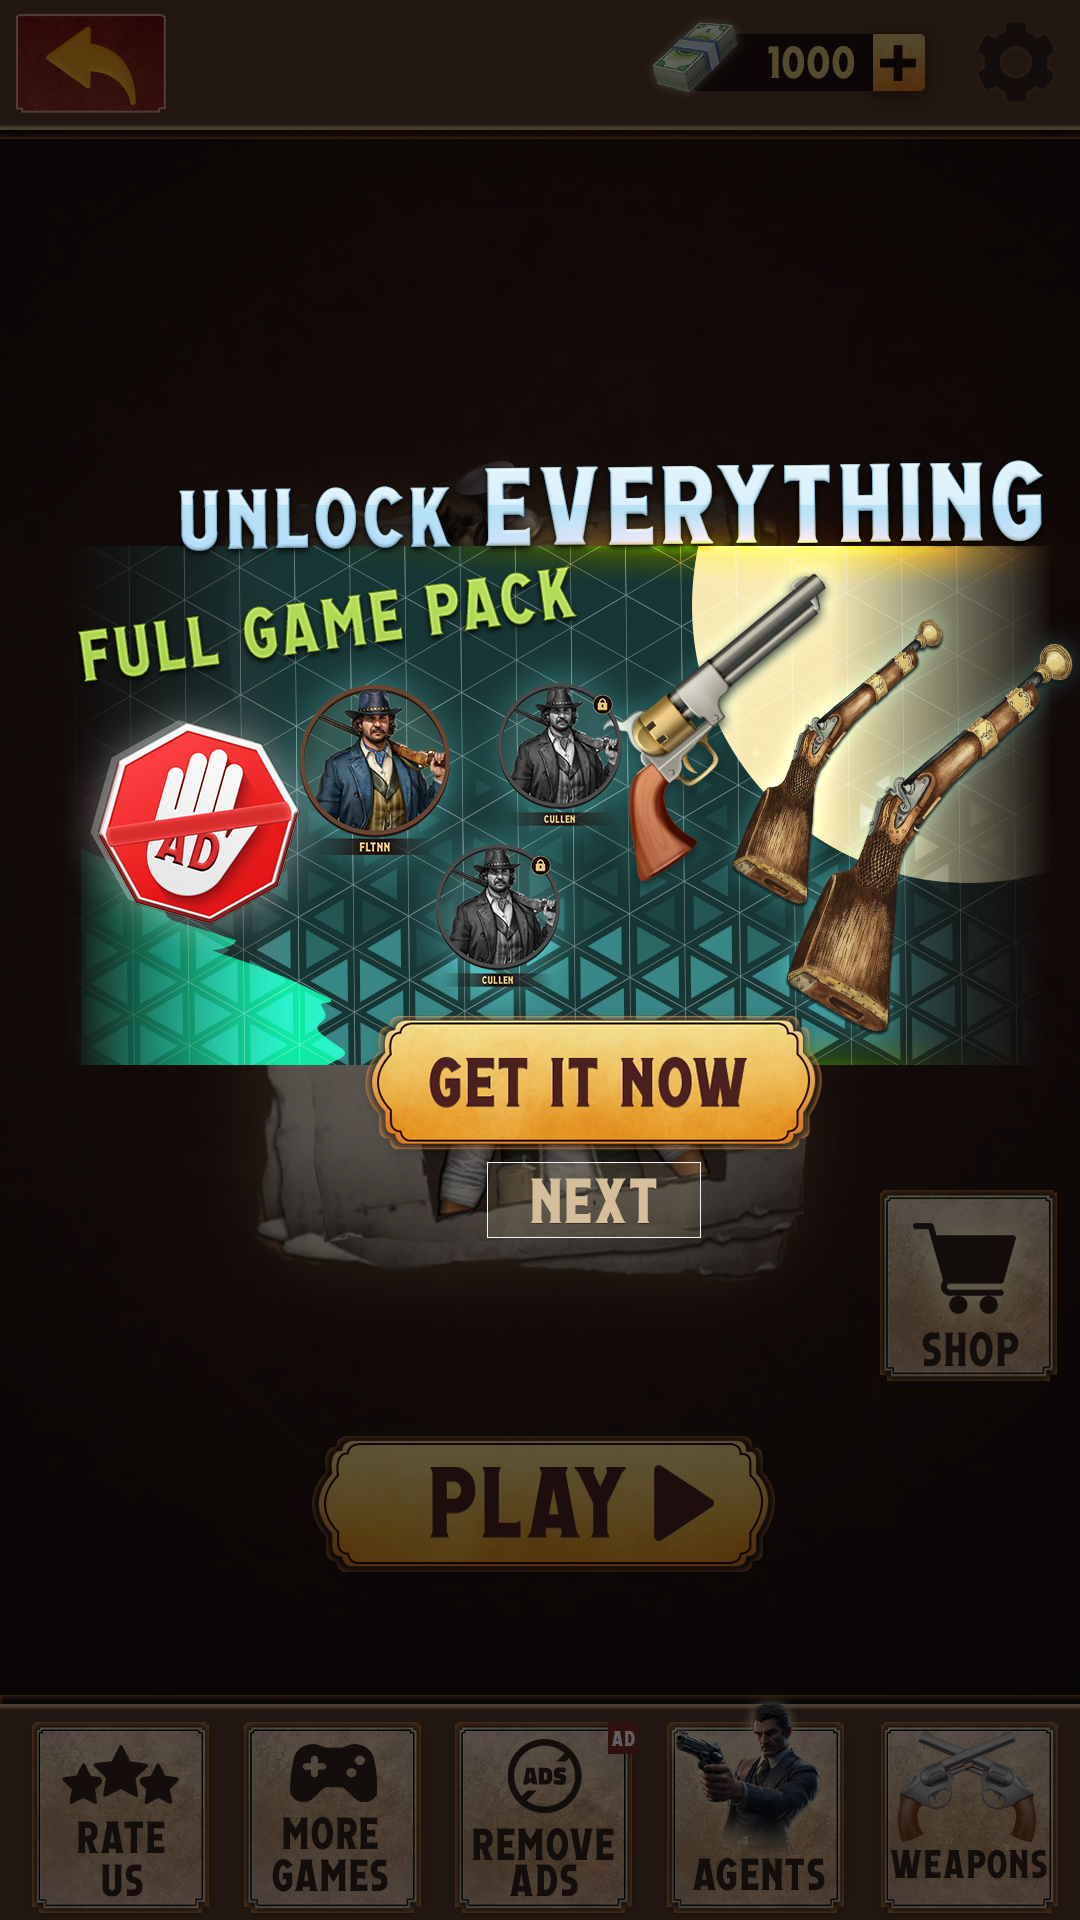 1000
UNLOCK EVERYTHING
FULL GAME PACK
AD
FLTNN
CULLEN
CULLEN
GET IT NOW
NEXT
SHOP
PLAY
RATE
US
MORE
GAMES
AD
ADS
REMOVE
ADS
AGENTS
WEAPONS